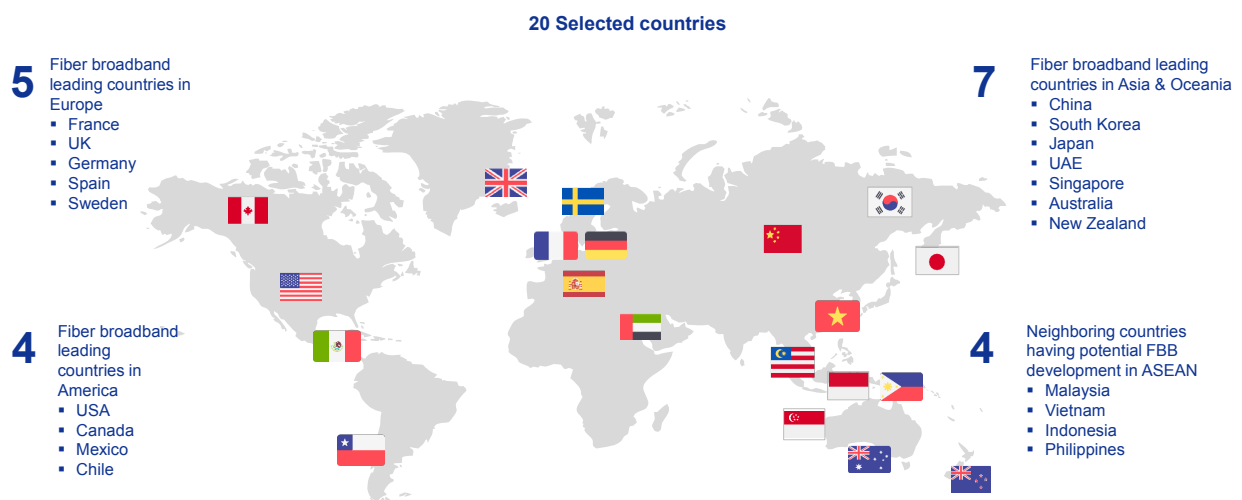 20 Selected countries
5
Fiber broadband
leading countries in
Europe
▪ France
▪ UK
▪ Germany
▪ Spain
▪ Sweden
4
Fiber broadband
leading
countries in
America
▪ USA
▪ Canada
▪ Mexico
▪ Chile
7
Fiber broadband leading
countries in Asia & Oceania
▪ China
▪ South Korea
▪ Japan
▪ UAE
▪ Singapore
▪ Australia
▪ New Zealand
4
Neighboring countries
having potential FBB
development in ASEAN
▪ Malaysia
▪ Vietnam
▪ Indonesia
▪ Philippines